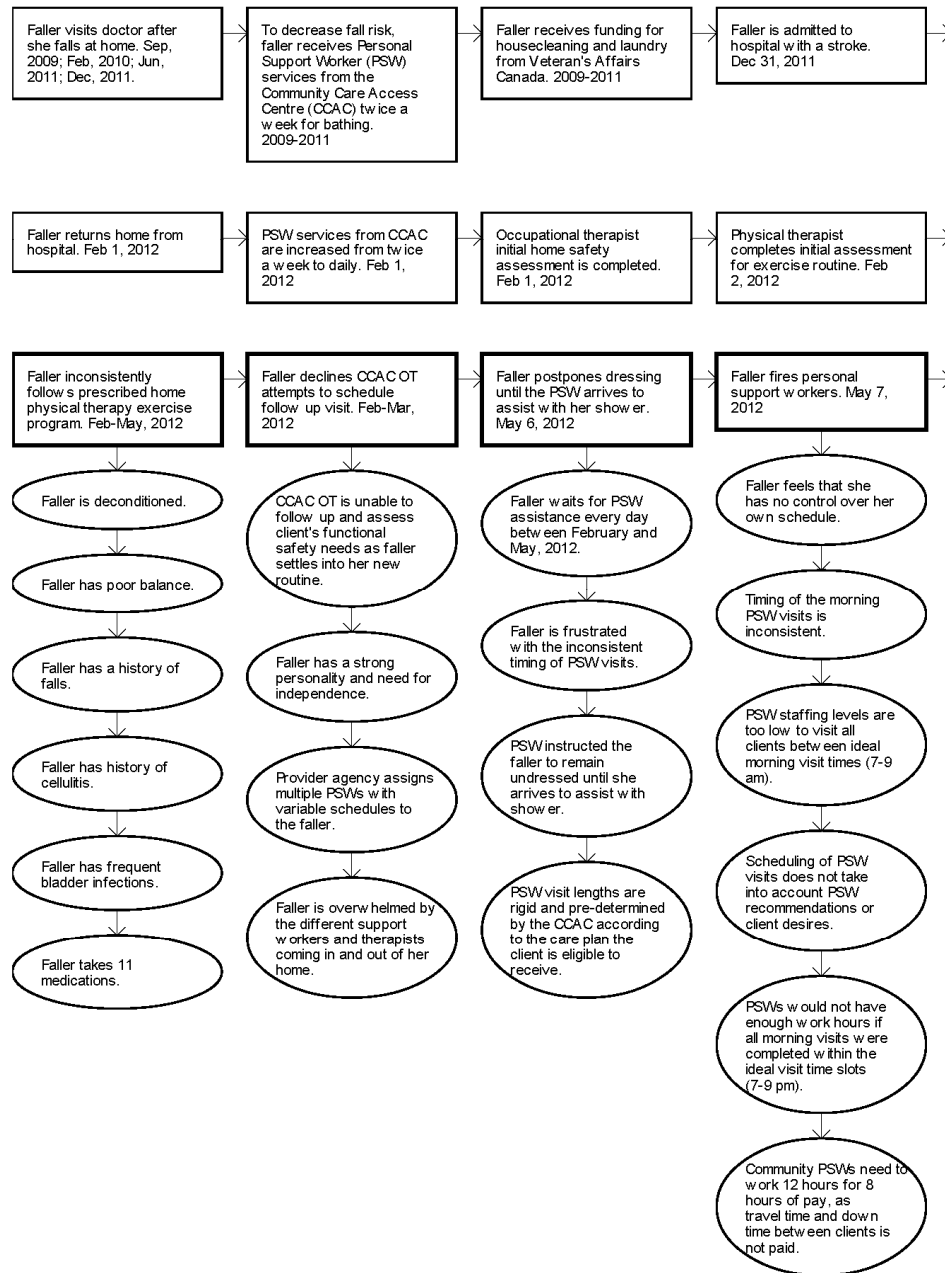 Faller visits doctor after
she falls at home. Sep,
2009; Feb, 2010; Jun,
2011; Dec, 2011.
To decrease fall risk,
faller receives Personal
Support Worker (PSW)
services from the
Community Care Access
Centre (CCAC) twice a
week for bathing.
2009-2011
Faller receives funding for
housecleaning and laundry
from Veteran's Affairs
Canada. 2009-2011
Faller is admitted to
hospital with a stroke.
Dec 31, 2011
Faller returns home from
hospital. Feb 1, 2012
PSW services from CCAC
are increased from twice
a week to daily. Feb 1,
2012
Occupational therapist
initial home safety
assessment is completed.
Feb 1, 2012
Physical therapist
completes initial assessment
for exercise routine. Feb
2, 2012
Faller inconsistently
follows prescribed home
physical therapy exercise
program. Feb-May, 2012
Faller declines CCAC OT
attempts to schedule
follow up visit. Feb-Mar,
2012
Faller postpones dressing
until the PSW arrives to
assist with her shower.
May 6, 2012
Faller fires personal
support workers. May 7,
2012
Faller is deconditioned.
Faller has poor balance.
Faller has a history of
falls.
Faller has history of
cellulitis.
Faller has frequent
bladder infections.
Faller takes 11
medications.
CCAC OT is unable to
follow up and assess
client's functional
safety needs as faller
settles into her new
routine.
Faller has a strong
personality and need for
independence.
Provider agency assigns
multiple PSWs with
variable schedules to
the faller.
Faller is overwhelmed by
the different support
workers and therapists
coming in and out of her
home.
Faller waits for PSW
assistance every day
between February and
May, 2012.
Faller is frustrated
with the inconsistent
timing of PSW visits.
PSW instructed the
faller to remain
undressed until she
arrives to assist with
shower.
PSW visit lengths are
rigid and pre-determined
by the CCAC according
to the care plan the
client is eligible to
receive.
Faller feels that she
has no control over her
own schedule.
Timing of the morning
PSW visits is
inconsistent.
PSW staffing levels are
too low to visit all
clients between ideal
morning visit times (7-9
am).
Scheduling of PSW
visits does not take
into account PSW
recommendations or
client desires.
PSWs would not have
enough work hours if
all morning visits were
completed within the
ideal visit time slots
(7-9 pm).
Community PSWs need to
work 12 hours for 8
hours of pay, as
travel time and down
time between clients is
not paid.